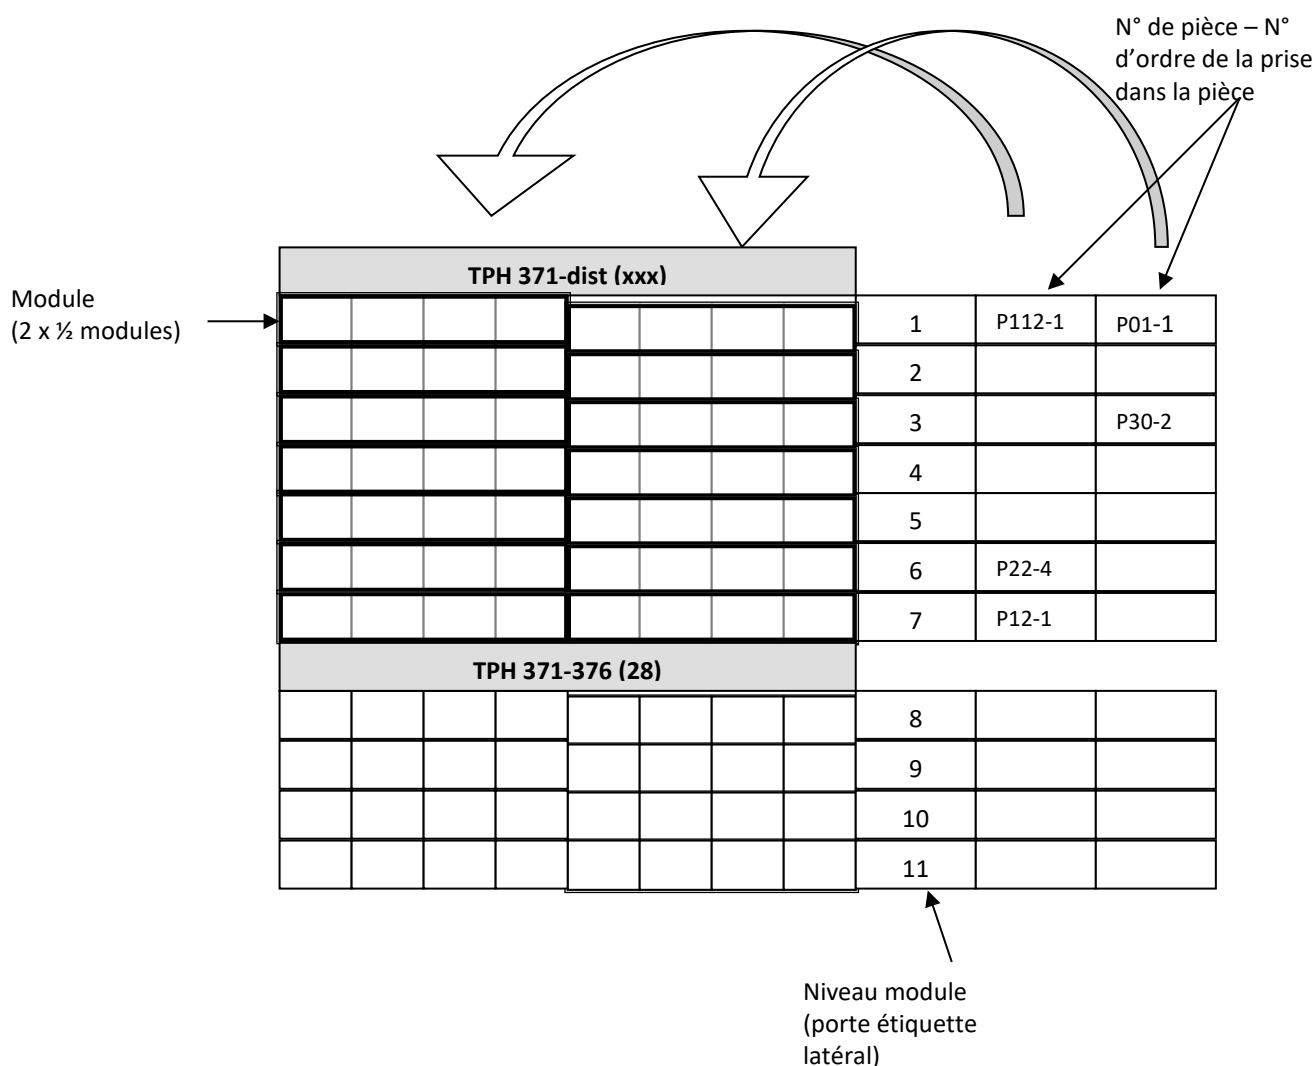 N° de pièce – N°
d’ordre de la prise
dans la pièce
TPH 371-dist (xxx)
Module
(2 x ½ modules)
1 P112-1 P01-1
2
3 P30-2
4
5
6 P22-4
7 P12-1
TPH 371-376 (28)
8
9
10
11
Niveau module
(porte étiquette
latéral)